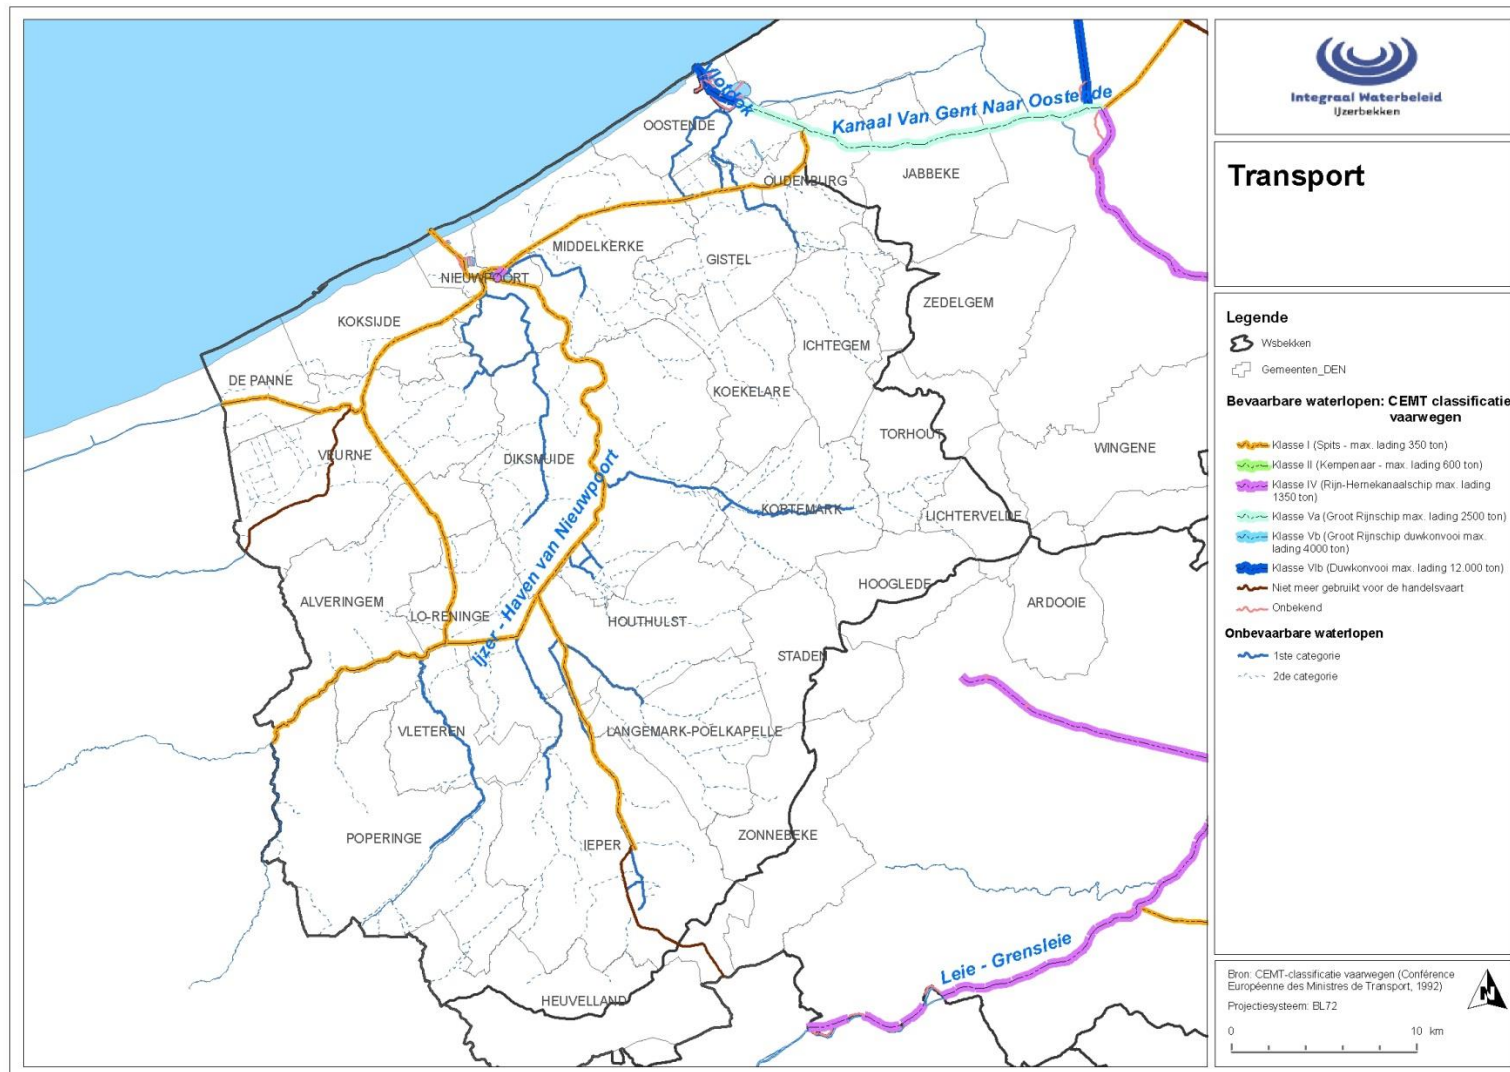 Vlotdok
Kanaal Van Gent Naar Oostende
OOSTENDE
OUDENBURG
JABBEKE
MIDDELKERKE
GISTEL
NIEUWPOORT
ZEDELGEM
KOKSIJDE
ICHTEGEM
DE PANNE
KOEKELARE
TORHOUT
WINGENE
VEURNE
DIKSMUIDE
Ijzer - Haven van Nieuwpoort
KORTEMARK
LICHTERVELDE
HOOGLEDE
ARDOOIE
ALVERINGEM
LO-RENINGE
HOUTHULST
STADEN
VLETEREN
LANGEMARK-POELKAPELLE
POPERINGE
IEPER
ZONNEBEKE
Leie - Grensleie
HEUVELLAND
Integraal Waterbeleid
IJzerbekken
Transport
Legende
Wsbekken
Gemeenten_DEN
Bevaarbare waterlopen: CEMT classificatie
vaarwegen
Klasse I (Spits - max. lading 350 ton)
Klasse II (Kempenaar - max. lading 600 ton)
Klasse IV (Rijn-Hernekanaalschip max. lading
1350 ton)
Klasse Va (Groot Rijnschip max. lading 2500 ton)
Klasse Vb (Groot Rijnschip duwkonvooi max.
lading 4000 ton)
Klasse VIb (Duwkonvooi max. lading 12.000 ton)
Niet meer gebruikt voor de handelsvaart
Onbekend
Onbevaarbare waterlopen
1ste categorie
2de categorie
Bron: CEMT-classificatie vaarwegen (Conférence
Européenne des Ministres de Transport, 1992)
Projectiesysteem: BL72
N
0 10 km